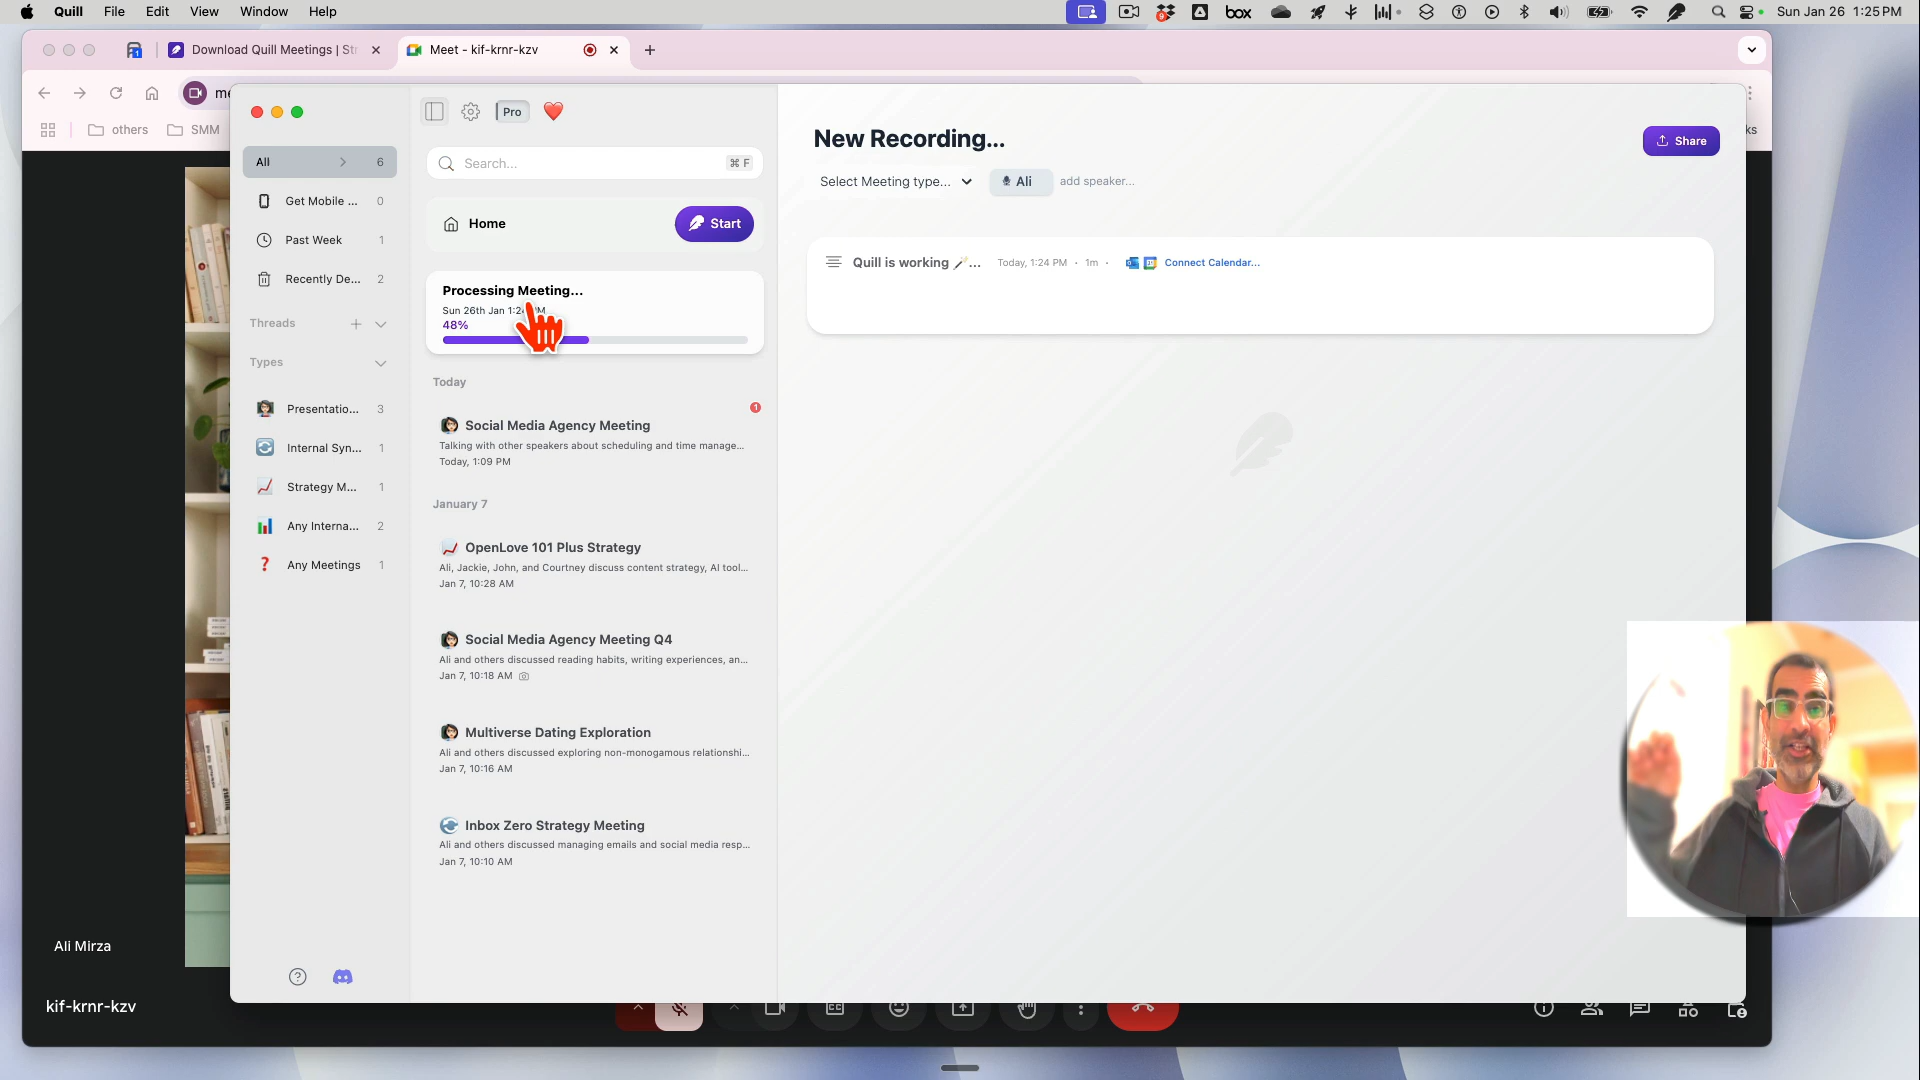 Quill File Edit View Window Help
9
box
Sun Jan 26 1:25 PM
1
Download Quill Meetings | Str
Meet - kif-krnr-kzv
me
others
SMM
ks
Pro
All 6
Search...
⌘ F
New Recording...
Share
Select Meeting type...
Ali
add speaker...
Get Mobile ... 0
Home
Start
Past Week 1
Quill is working 🪄...
Today, 1:24 PM · 1m ·
Connect Calendar...
Recently De... 2
Processing Meeting...
Sun 26th Jan
48%
Threads
Types
Today
Presentatio... 3
1
Social Media Agency Meeting
Talking with other speakers about scheduling and time manage...
Today, 1:09 PM
Internal Syn... 1
Strategy M... 1
January 7
Any Interna... 2
OpenLove 101 Plus Strategy
Ali, Jackie, John, and Courtney discuss content strategy, AI tool...
Jan 7, 10:28 AM
Any Meetings 1
Social Media Agency Meeting Q4
Ali and others discussed reading habits, writing experiences, an...
Jan 7, 10:18 AM
Multiverse Dating Exploration
Ali and others discussed exploring non-monogamous relationshi...
Jan 7, 10:16 AM
Inbox Zero Strategy Meeting
Ali and others discussed managing emails and social media resp...
Jan 7, 10:10 AM
Ali Mirza
kif-krnr-kzv
CC